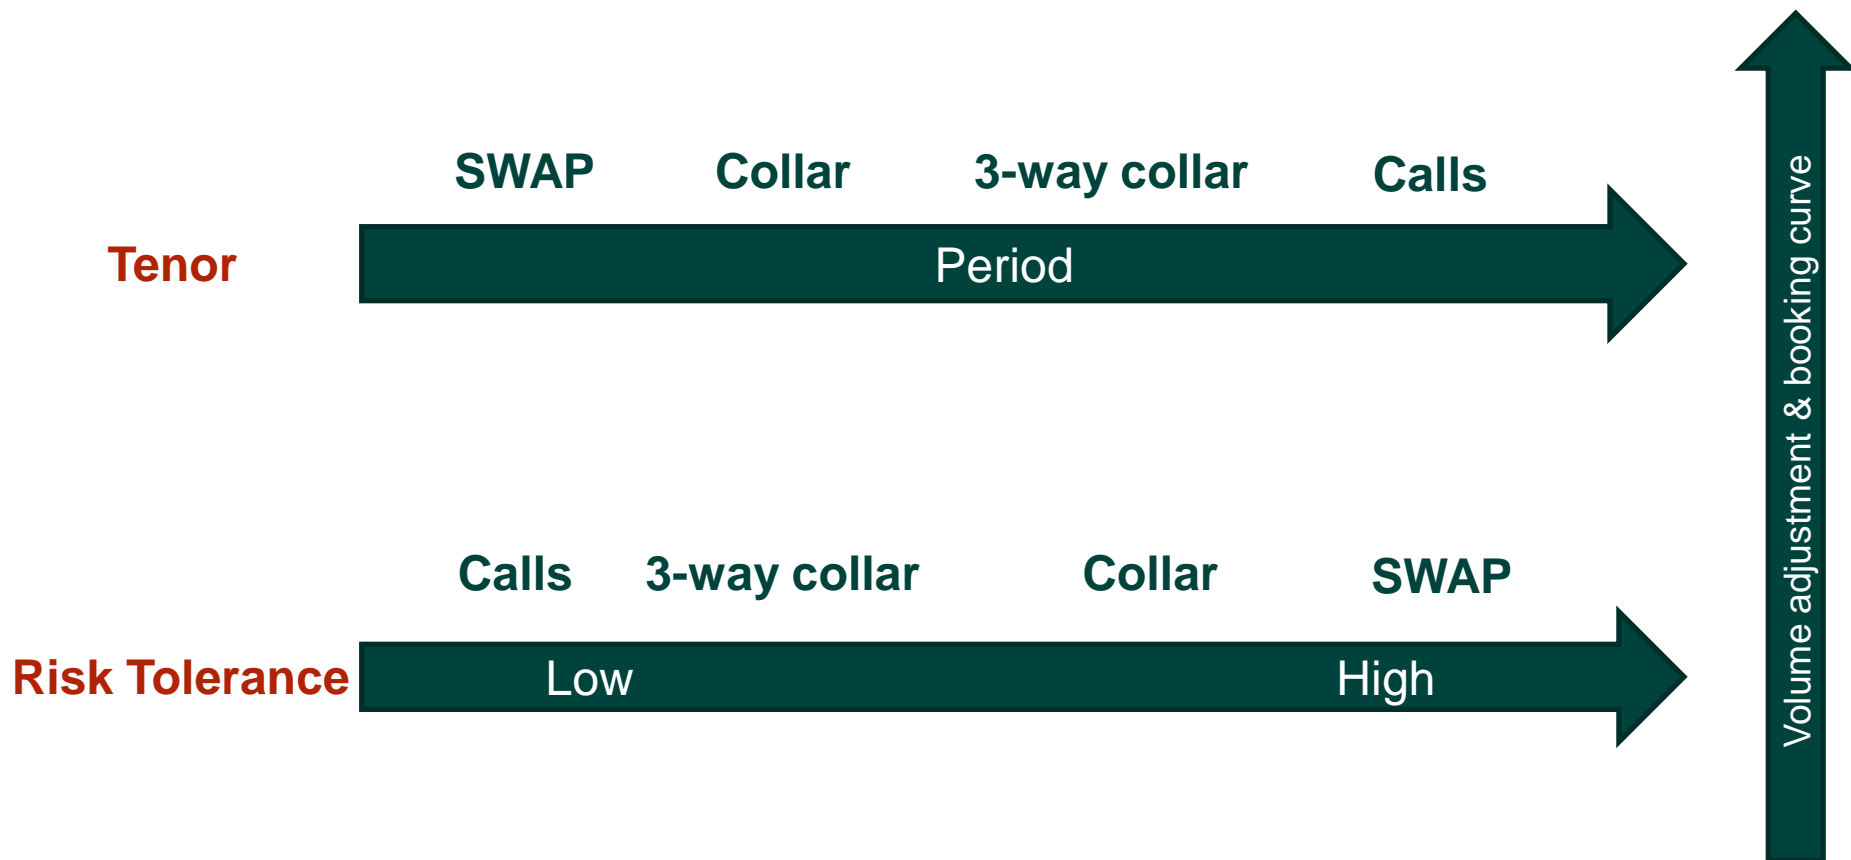 SWAP Collar 3-way collar Calls
Tenor Period
Calls 3-way collar Collar SWAP
Risk Tolerance Low High
Volume adjustment & booking curve